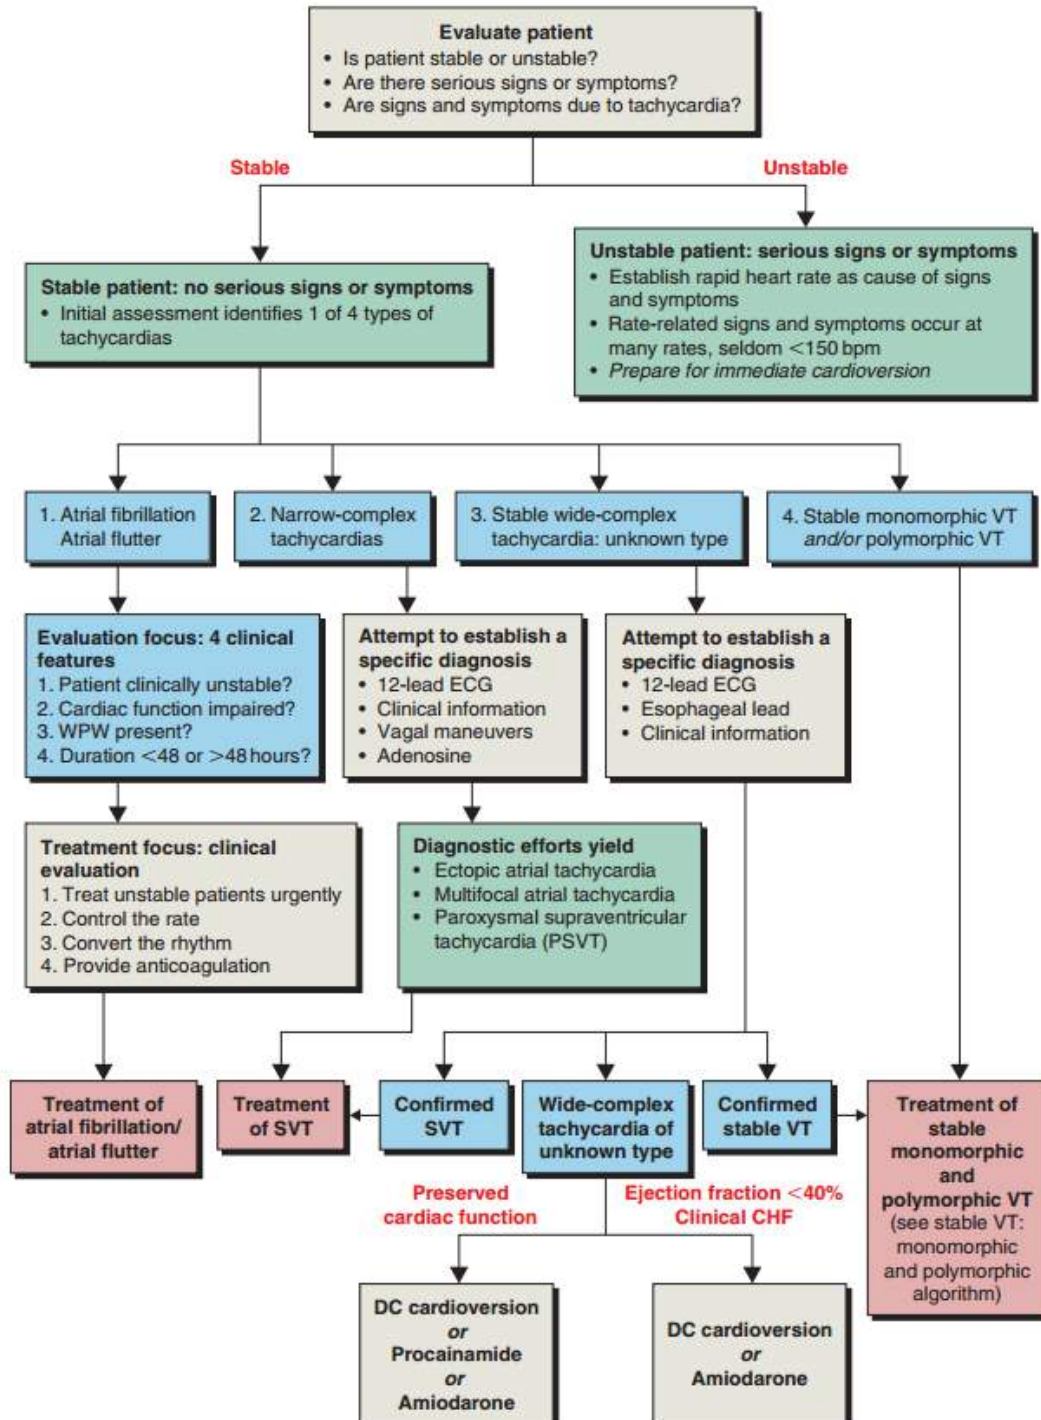 Evaluate patient
• Is patient stable or unstable?
• Are there serious signs or symptoms?
• Are signs and symptoms due to tachycardia?
Stable
Unstable
Stable patient: no serious signs or symptoms
• Initial assessment identifies 1 of 4 types of
tachycardias
Unstable patient: serious signs or symptoms
• Establish rapid heart rate as cause of signs
and symptoms
• Rate-related signs and symptoms occur at
many rates, seldom <150 bpm
• Prepare for immediate cardioversion
1. Atrial fibrillation
Atrial flutter
2. Narrow-complex
tachycardias
3. Stable wide-complex
tachycardia: unknown type
4. Stable monomorphic VT
and/or polymorphic VT
Evaluation focus: 4 clinical
features
1. Patient clinically unstable?
2. Cardiac function impaired?
3. WPW present?
4. Duration <48 or >48 hours?
Attempt to establish a
specific diagnosis
• 12-lead ECG
• Clinical information
• Vagal maneuvers
• Adenosine
Attempt to establish a
specific diagnosis
• 12-lead ECG
• Esophageal lead
• Clinical information
Treatment focus: clinical
evaluation
1. Treat unstable patients urgently
2. Control the rate
3. Convert the rhythm
4. Provide anticoagulation
Diagnostic efforts yield
• Ectopic atrial tachycardia
• Multifocal atrial tachycardia
• Paroxysmal supraventricular
tachycardia (PSVT)
Treatment of
atrial fibrillation/
atrial flutter
Treatment
of SVT
Confirmed
SVT
Wide-complex
tachycardia of
unknown type
Confirmed
stable VT
Treatment of
stable
monomorphic
and
polymorphic VT
(see stable VT:
monomorphic
and polymorphic
algorithm)
Preserved
cardiac function
Ejection fraction <40%
Clinical CHF
DC cardioversion
or
Procainamide
or
Amiodarone
DC cardioversion
or
Amiodarone